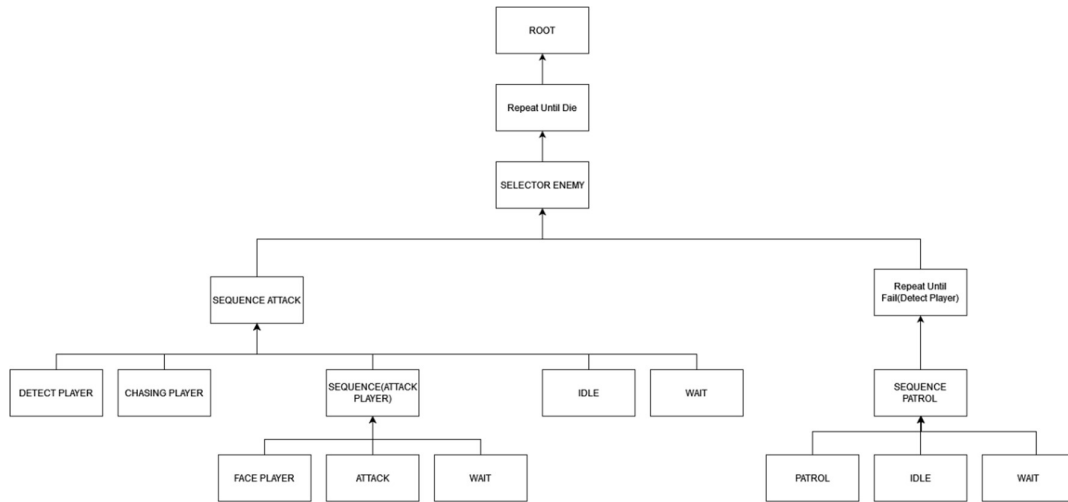 ROOT
Repeat Until Die
SELECTOR ENEMY
SEQUENCE ATTACK
Repeat Until
Fail(Detect Player)
DETECT PLAYER
CHASING PLAYER
SEQUENCE(ATTACK
PLAYER)
IDLE
WAIT
SEQUENCE
PATROL
FACE PLAYER
ATTACK
WAIT
PATROL
IDLE
WAIT